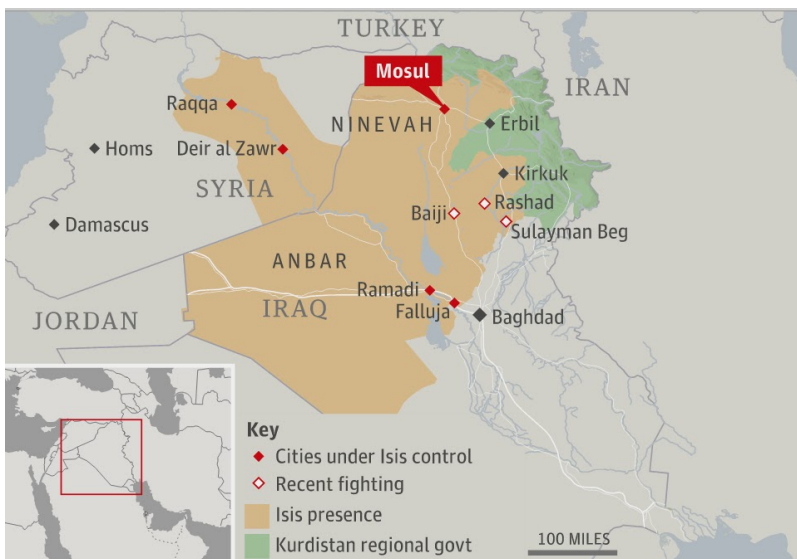 TURKEY
Mosul
IRAN
Raqqa
NINEVAH
Erbil
Homs
Deir al Zawr
Kirkuk
SYRIA
Rashad
Baiji
Damascus
Sulayman Beg
ANBAR
Ramadi
IRAQ
JORDAN
Falluja
Baghdad
Key
Cities under Isis control
Recent fighting
Isis presence
Kurdistan regional govt
100 MILES